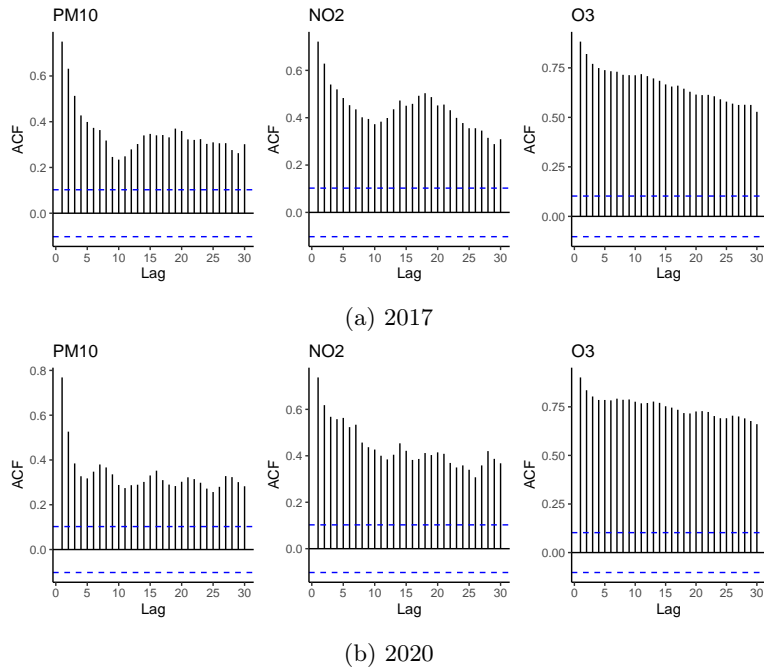 PM10 NO2 O3
ACF 0.6 0.4 0.2 0.0
0 5 10 15 20 25 30
Lag
ACF 0.6 0.4 0.2 0.0
0 5 10 15 20 25 30
Lag
ACF 0.75 0.50 0.25 0.00
0 5 10 15 20 25 30
Lag
(a) 2017
PM10 NO2 O3
ACF 0.8 0.6 0.4 0.2 0.0
0 5 10 15 20 25 30
Lag
ACF 0.6 0.4 0.2 0.0
0 5 10 15 20 25 30
Lag
ACF 0.75 0.50 0.25 0.00
0 5 10 15 20 25 30
Lag
(b) 2020